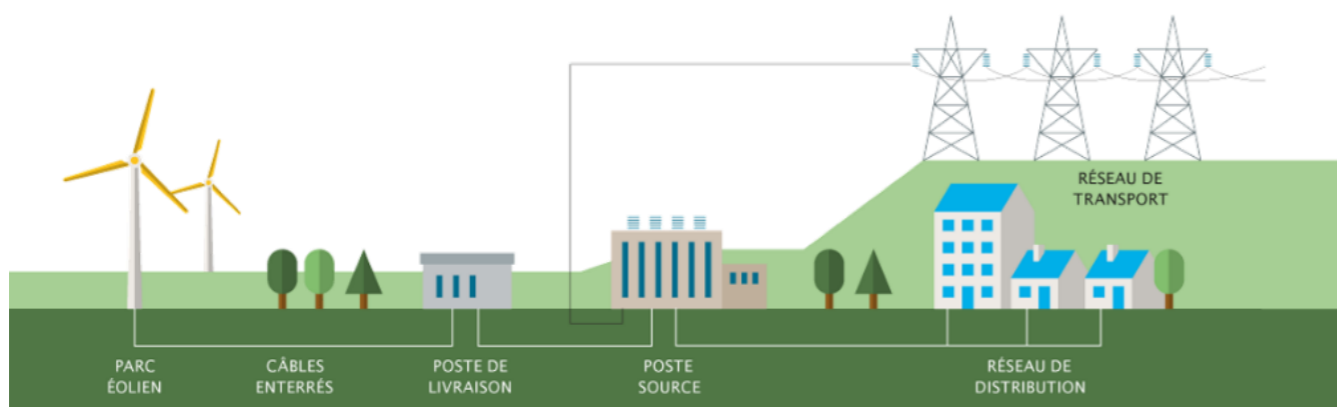 RÉSEAU DE
TRANSPORT
PARC
ÉOLIEN
CÂBLES
ENTERRÉS
POSTE DE
LIVRAISON
POSTE
SOURCE
RÉSEAU DE
DISTRIBUTION